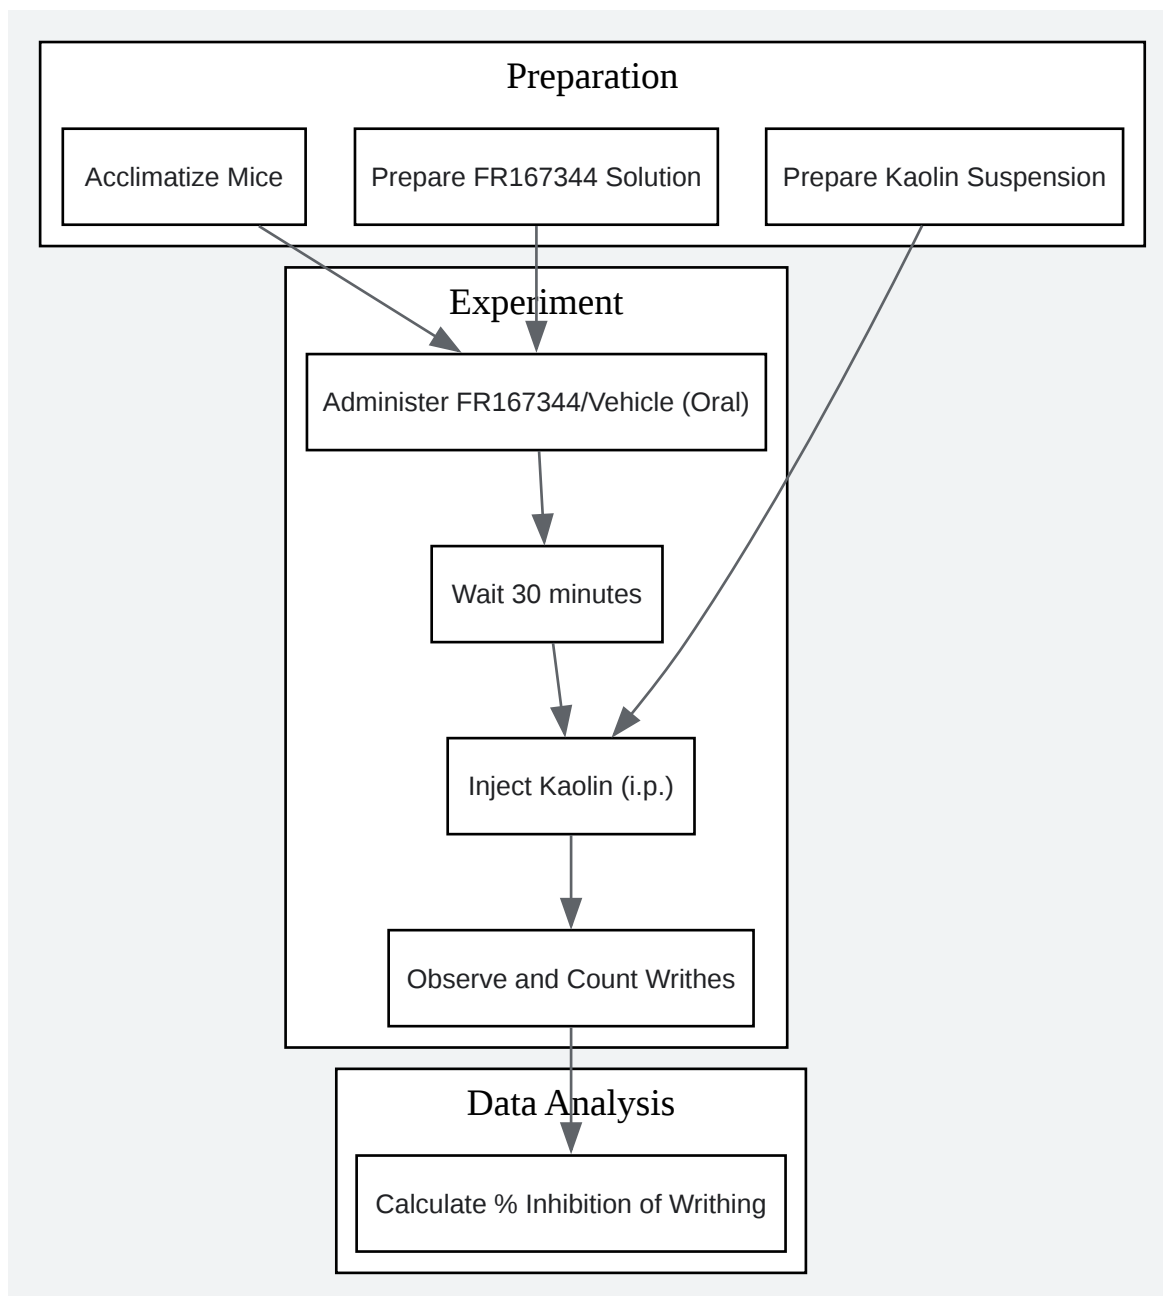 Preparation
Acclimatize Mice
Prepare FR167344 Solution
Prepare Kaolin Suspension
Experiment
Administer FR167344/Vehicle (Oral)
Wait 30 minutes
Inject Kaolin (i.p.)
Observe and Count Writhes
Data Analysis
Calculate % Inhibition of Writhing